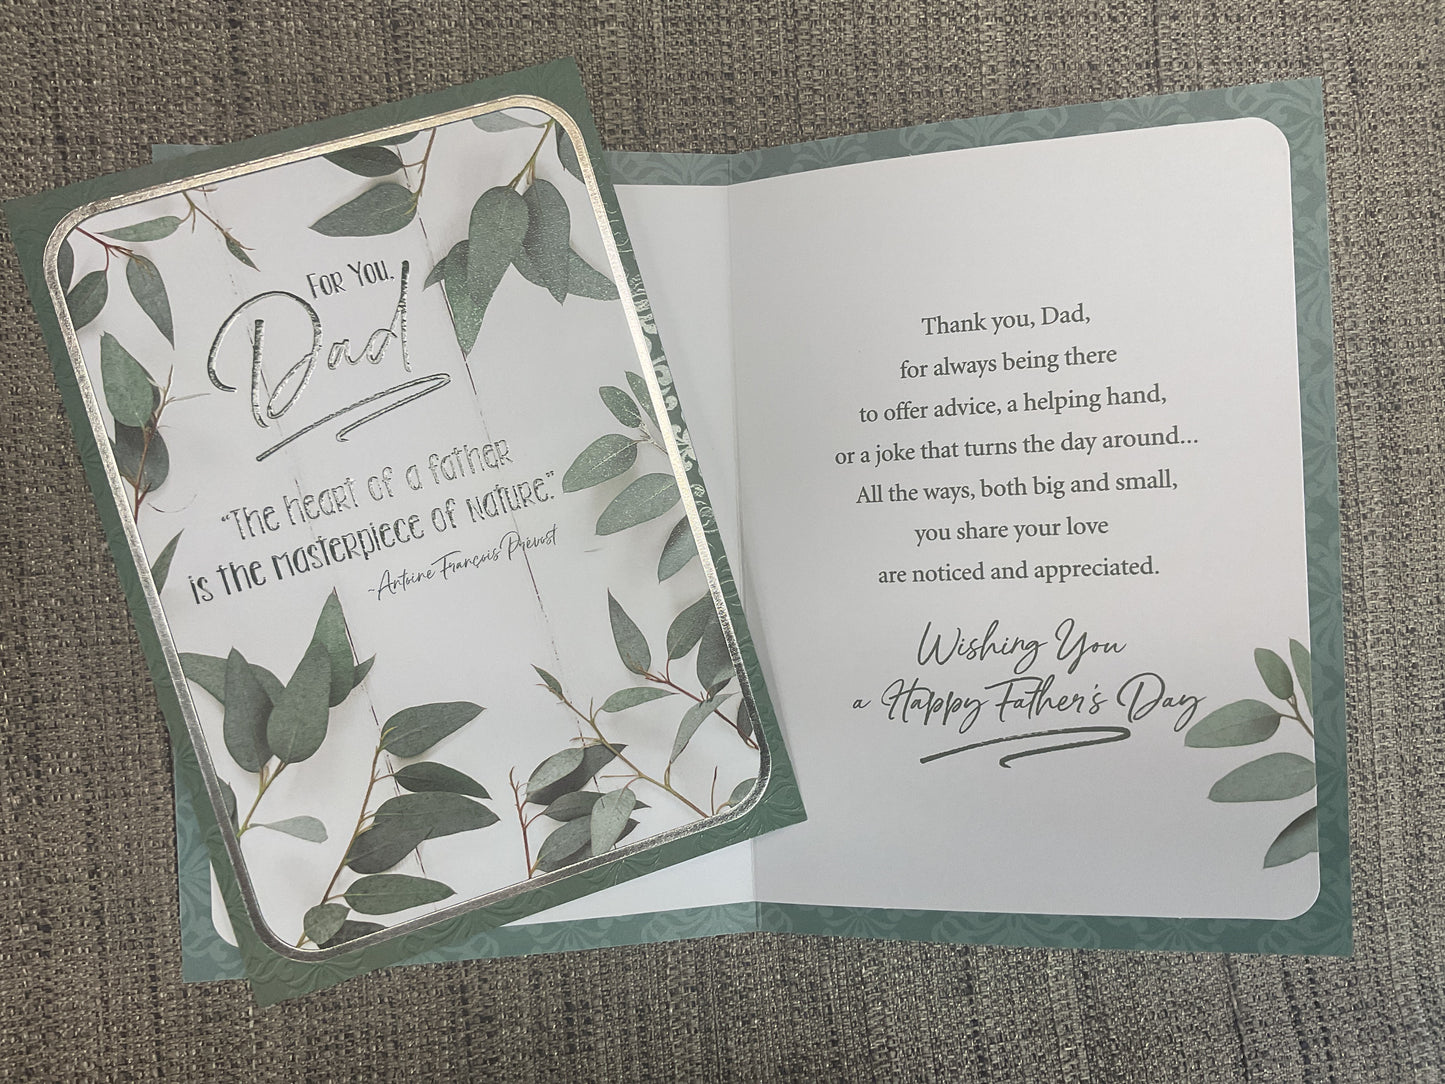 For You,
Dad
“The heart of a father
is the masterpiece of nature.”
~Antoine François Prévost
Thank you, Dad,
for always being there
to offer advice, a helping hand,
or a joke that turns the day around...
All the ways, both big and small,
you share your love
are noticed and appreciated.
Wishing You
a Happy Father's Day